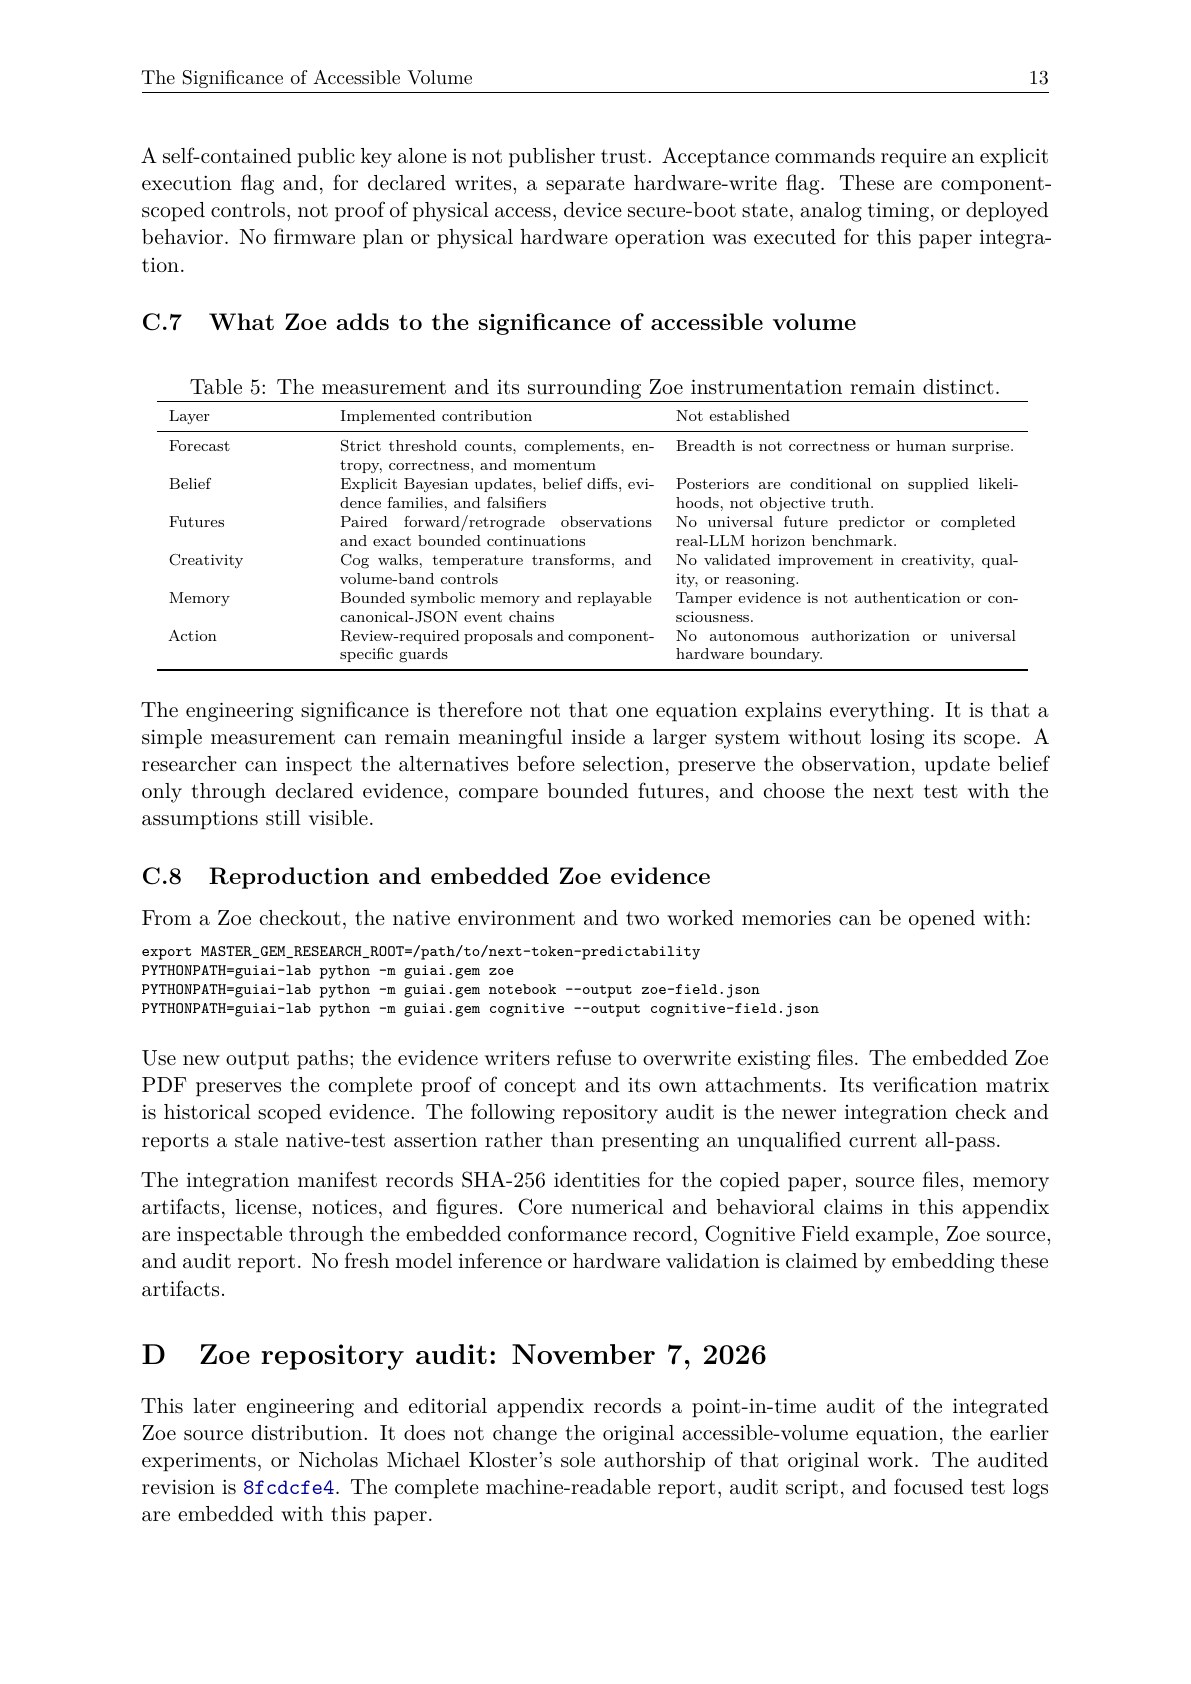 The Significance of Accessible Volume 13
A self-contained public key alone is not publisher trust. Acceptance commands require an explicit
execution flag and, for declared writes, a separate hardware-write flag. These are component-
scoped controls, not proof of physical access, device secure-boot state, analog timing, or deployed
behavior. No firmware plan or physical hardware operation was executed for this paper integra-
tion.
C.7 What Zoe adds to the significance of accessible volume
Table 5: The measurement and its surrounding Zoe instrumentation remain distinct.
Layer Implemented contribution Not established
Forecast Strict threshold counts, complements, en- Breadth is not correctness or human surprise.
tropy, correctness, and momentum
Belief Explicit Bayesian updates, belief diffs, evi- Posteriors are conditional on supplied likeli-
dence families, and falsifiers hoods, not objective truth.
Futures Paired forward/retrograde observations No universal future predictor or completed
and exact bounded continuations real-LLM horizon benchmark.
Creativity Cog walks, temperature transforms, and No validated improvement in creativity, qual-
volume-band controls ity, or reasoning.
Memory Bounded symbolic memory and replayable Tamper evidence is not authentication or con-
canonical-JSON event chains sciousness.
Action Review-required proposals and component- No autonomous authorization or universal
specific guards hardware boundary.
The engineering significance is therefore not that one equation explains everything. It is that a
simple measurement can remain meaningful inside a larger system without losing its scope. A
researcher can inspect the alternatives before selection, preserve the observation, update belief
only through declared evidence, compare bounded futures, and choose the next test with the
assumptions still visible.
C.8 Reproduction and embedded Zoe evidence
From a Zoe checkout, the native environment and two worked memories can be opened with:
export MASTER_GEM_RESEARCH_ROOT=/path/to/next-token-predictability
PYTHONPATH=guiai-lab python -m guiai.gem zoe
PYTHONPATH=guiai-lab python -m guiai.gem notebook --output zoe-field.json
PYTHONPATH=guiai-lab python -m guiai.gem cognitive --output cognitive-field.json
Use new output paths; the evidence writers refuse to overwrite existing files. The embedded Zoe
PDF preserves the complete proof of concept and its own attachments. Its verification matrix
is historical scoped evidence. The following repository audit is the newer integration check and
reports a stale native-test assertion rather than presenting an unqualified current all-pass.
The integration manifest records SHA-256 identities for the copied paper, source files, memory
artifacts, license, notices, and figures. Core numerical and behavioral claims in this appendix
are inspectable through the embedded conformance record, Cognitive Field example, Zoe source,
and audit report. No fresh model inference or hardware validation is claimed by embedding these
artifacts.
D Zoe repository audit: November 7, 2026
This later engineering and editorial appendix records a point-in-time audit of the integrated
Zoe source distribution. It does not change the original accessible-volume equation, the earlier
experiments, or Nicholas Michael Kloster's sole authorship of that original work. The audited
revision is 8fcdcfe4. The complete machine-readable report, audit script, and focused test logs
are embedded with this paper.